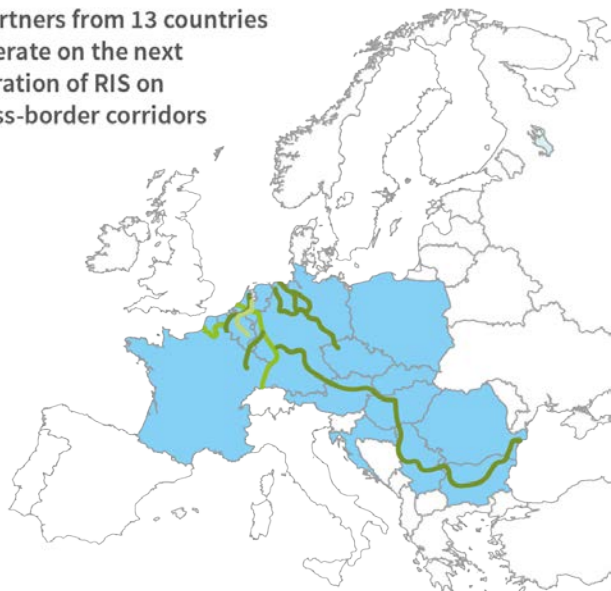 rtners from 13 countries
erate on the next
ration of RIS on
ss-border corridors